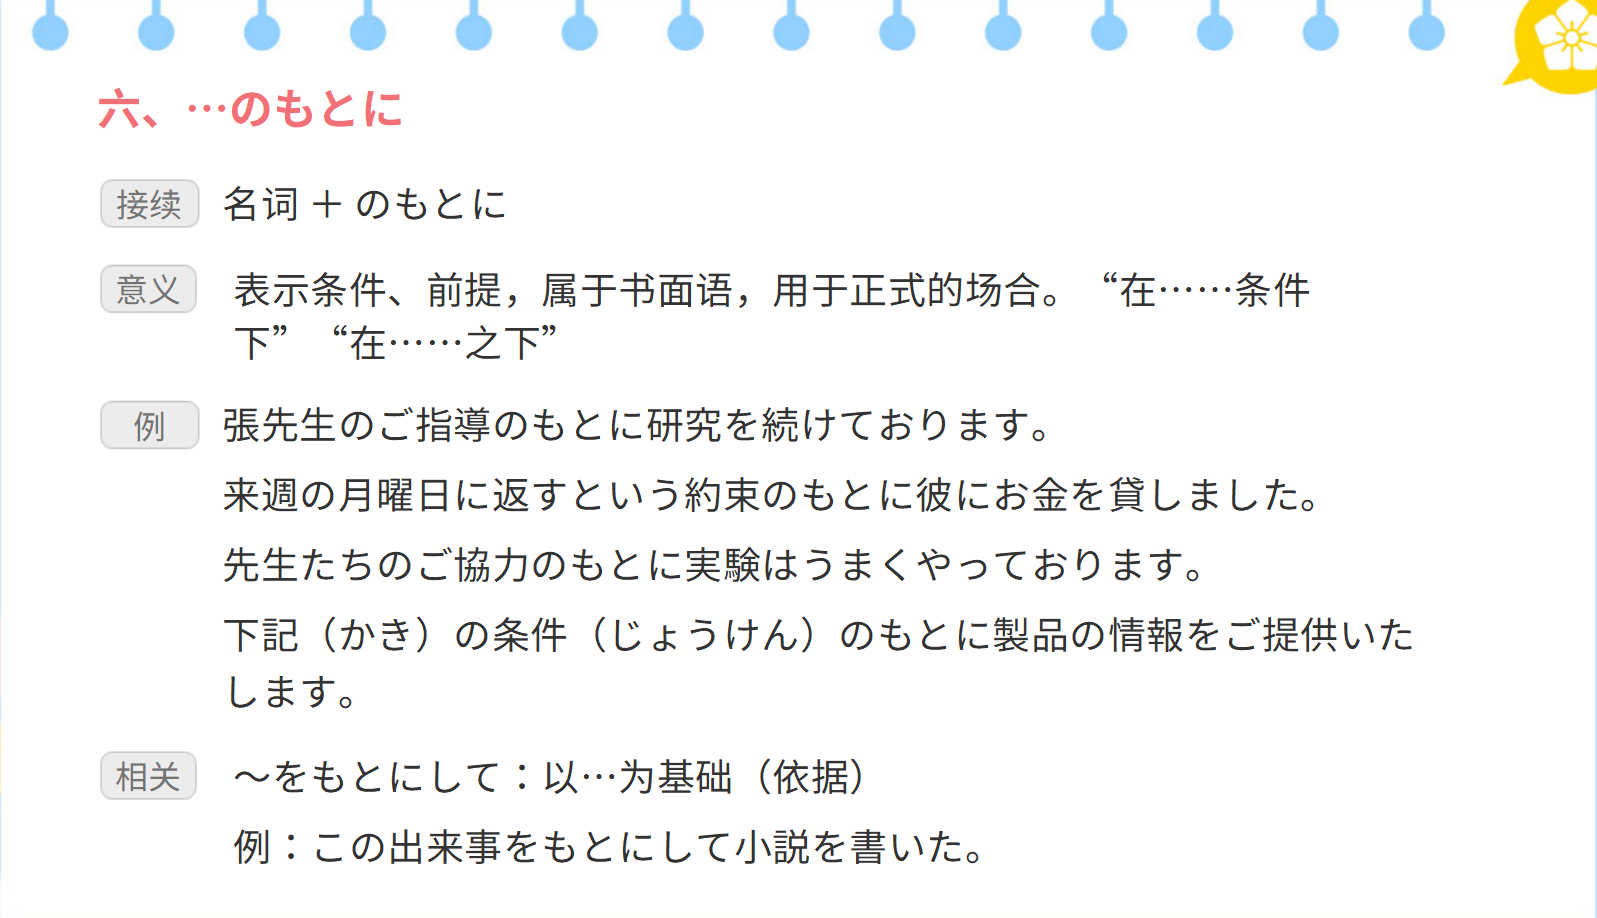 六、…のもとに
接续 名词 ＋ のもとに
意义 表示条件、前提，属于书面语，用于正式的场合。 “在……条件
下” “在……之下”
例 張先生のご指導のもとに研究を続けております。
来週の月曜日に返すという約束のもとに彼にお金を貸しました。
先生たちのご協力のもとに実験はうまくやっております。
下記（かき）の条件（じょうけん）のもとに製品の情報をご提供いた
します。
相关 ～をもとにして：以…为基础（依据）
例：この出来事をもとにして小説を書いた。